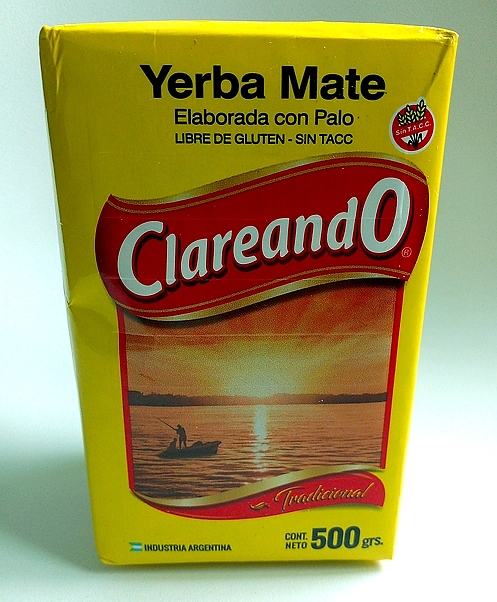 Yerba Mate
Elaborada con Palo
LIBRE DE GLUTEN - SIN TACC
Sin T.A.C.C.
ClareandO®
Tradicional
INDUSTRIA ARGENTINA
CONT. NETO 500 grs.